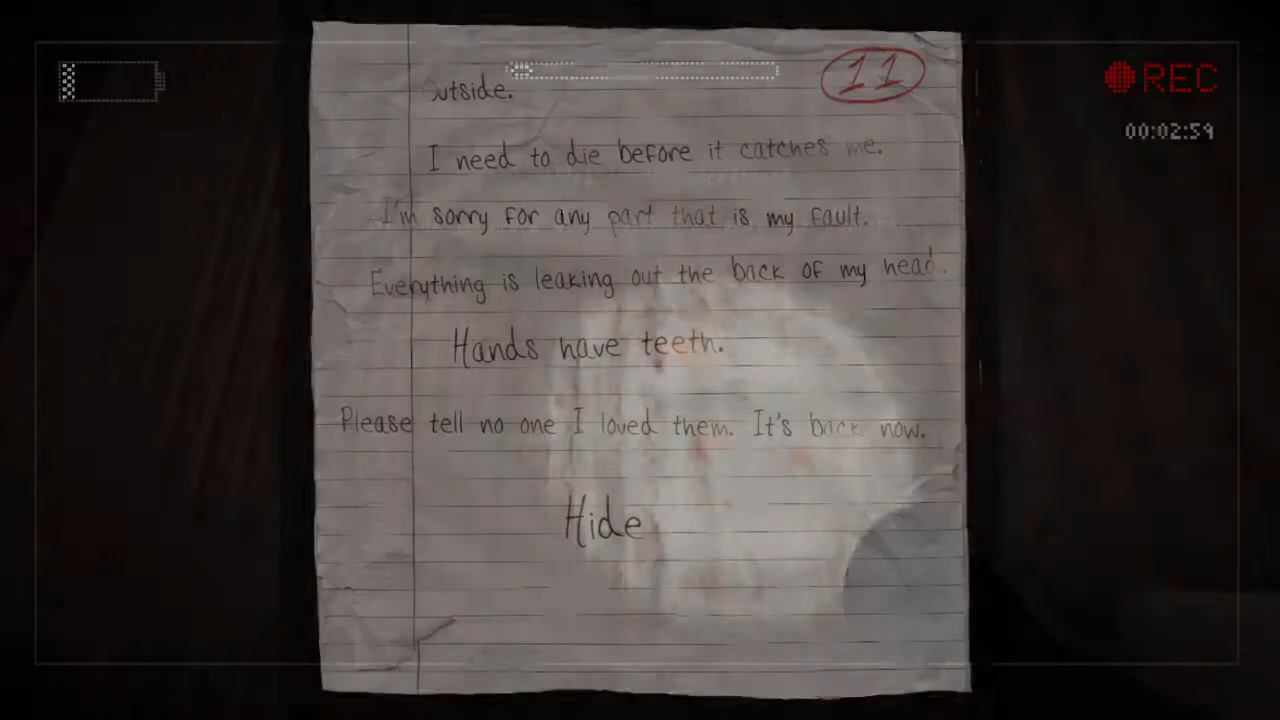 11
REC
Outside.
00:02:59
I need to die before it catches me.
I'm sorry for any part that is my fault.
Everything is leaking out the back of my head.
Hands have teeth.
Please tell no one I loved them. It's back now.
Hide